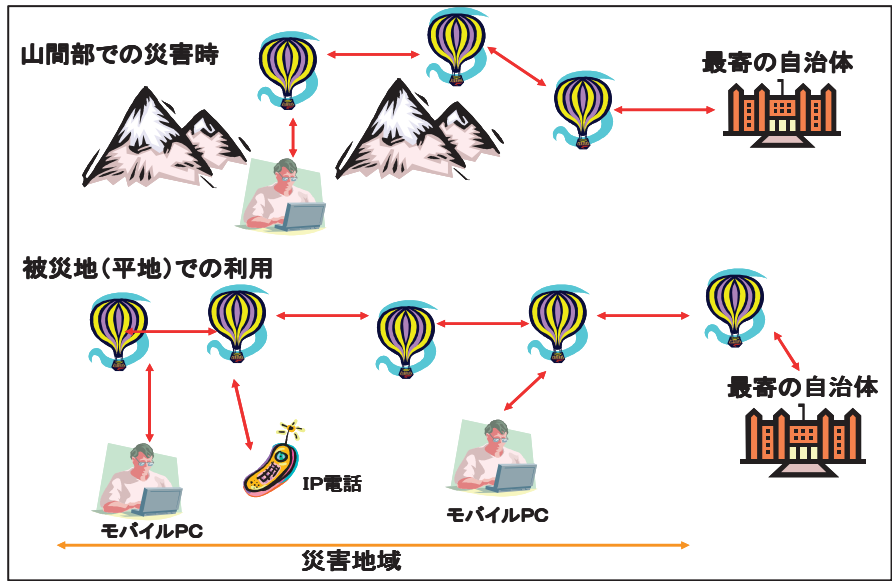 山間部での災害時
最寄の自治体
被災地(平地)での利用
最寄の自治体
IP電話
モバイルPC
モバイルPC
災害地域